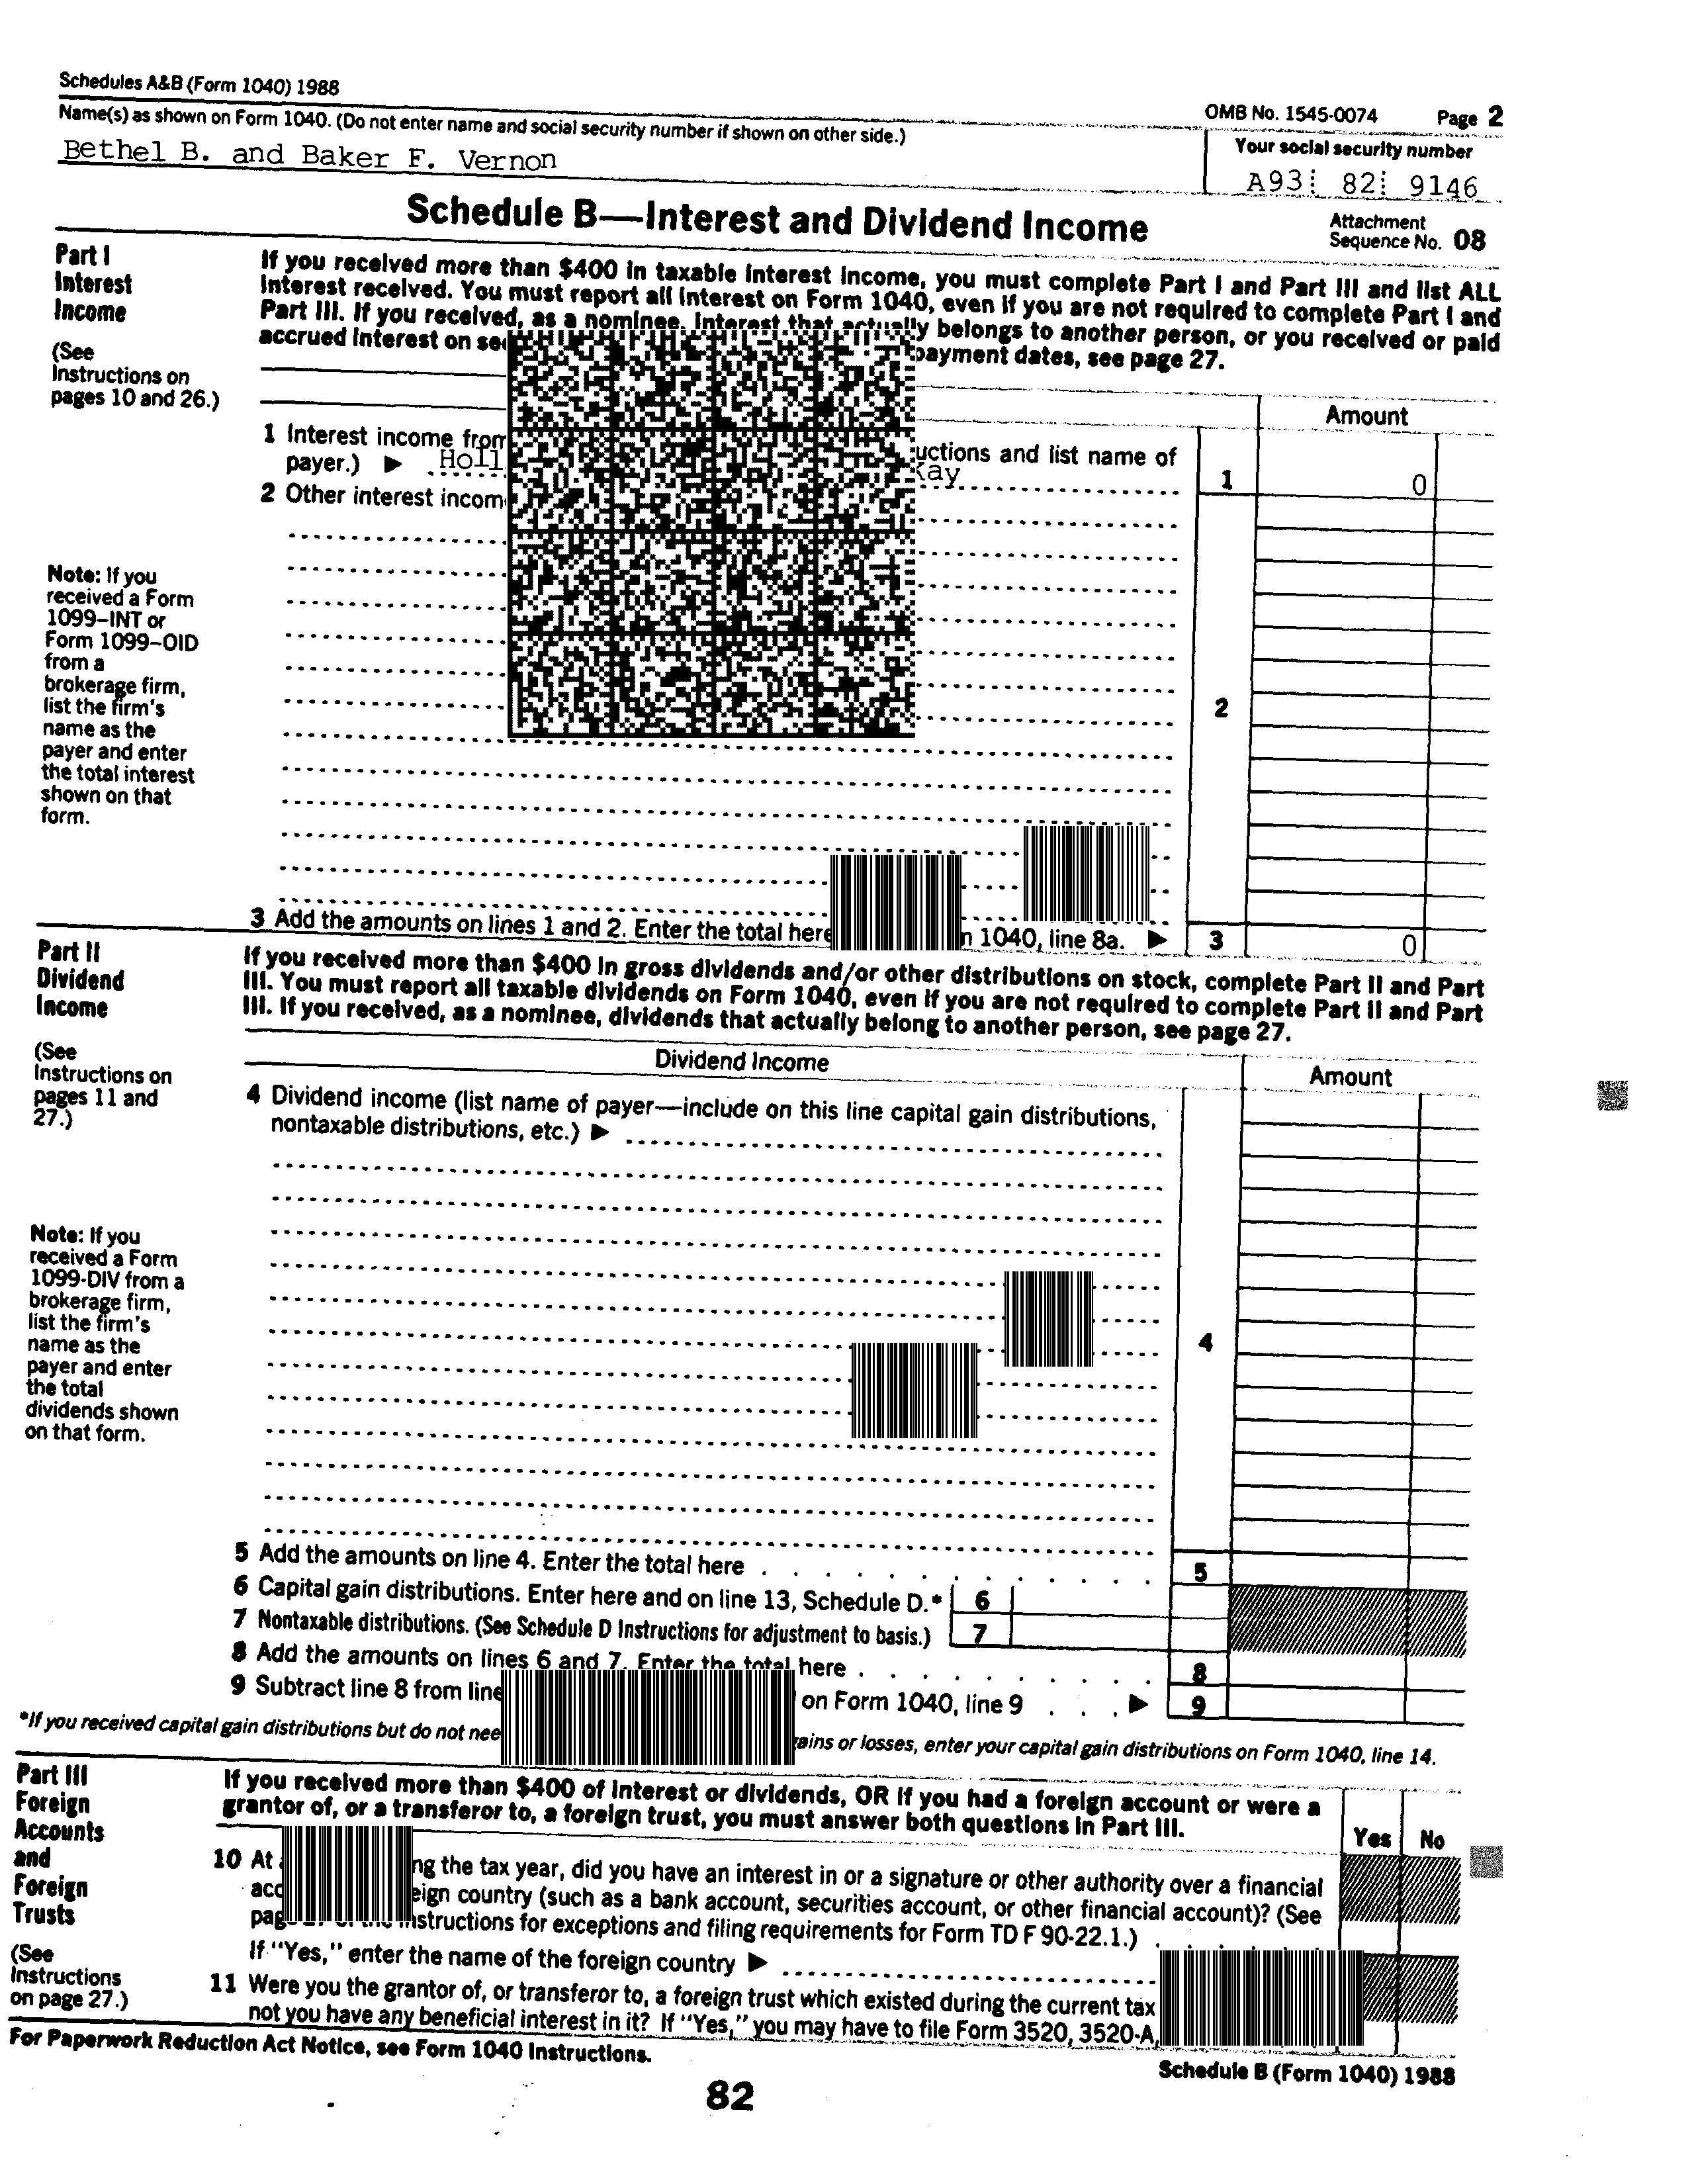 Schedules A&B (Form 1040) 1988
OMB No. 1545-0074 Page 2
Name(s) as shown on Form 1040. (Do not enter name and social security number if shown on other side.)
Your social security number
Bethel B. and Baker F. Vernon
A93 82 9146
Schedule B—Interest and Dividend Income
Attachment
Sequence No. 08
Part I
Interest
Income
(See
Instructions on
pages 10 and 26.)
If you received more than $400 in taxable interest income, you must complete Part I and Part III and list ALL
interest received. You must report all interest on Form 1040, even if you are not required to complete Part I and
Part III. If you received, as a nominee, interest that actually belongs to another person, or you received or paid
accrued interest on payment dates, see page 27.
Amount
1 Interest income from and list name of
payer.) ▶
1 0
2 Other interest
Note: If you
received a Form
1099–INT or
Form 1099–OID
from a
brokerage firm,
list the firm's
name as the
payer and enter
the total interest
shown on that
form.
2
3 Add the amounts on lines 1 and 2. Enter the total here 1040, line 8a. ▶ 3 0
Part II
Dividend
Income
(See
Instructions on
pages 11 and
27.)
If you received more than $400 in gross dividends and/or other distributions on stock, complete Part II and Part
III. You must report all taxable dividends on Form 1040, even if you are not required to complete Part II and Part
III. If you received, as a nominee, dividends that actually belong to another person, see page 27.
Dividend Income
Amount
4 Dividend income (list name of payer—include on this line capital gain distributions,
nontaxable distributions, etc.) ▶
Note: If you
received a Form
1099-DIV from a
brokerage firm,
list the firm's
name as the
payer and enter
the total
dividends shown
on that form.
4
5 Add the amounts on line 4. Enter the total here 5
6 Capital gain distributions. Enter here and on line 13, Schedule D.* 6
7 Nontaxable distributions. (See Schedule D Instructions for adjustment to basis.) 7
8 Add the amounts on lines 6 and 7. Enter the total here 8
9 Subtract line 8 from line on Form 1040, line 9 ▶ 9
*If you received capital gain distributions but do not or losses, enter your capital gain distributions on Form 1040, line 14.
Part III
Foreign
Accounts
and
Foreign
Trusts
(See
Instructions
on page 27.)
If you received more than $400 of interest or dividends, OR if you had a foreign account or were a
grantor of, or a transferor to, a foreign trust, you must answer both questions in Part III.
Yes No
10 At the tax year, did you have an interest in or a signature or other authority over a financial
country (such as a bank account, securities account, or other financial account)? (See
instructions for exceptions and filing requirements for Form TD F 90-22.1.)
If "Yes," enter the name of the foreign country ▶
11 Were you the grantor of, or transferor to, a foreign trust which existed during the current tax
not you have any beneficial interest in it? If "Yes," you may have to file Form 3520, 3520-A,
For Paperwork Reduction Act Notice, see Form 1040 Instructions.
Schedule B (Form 1040) 1988
82